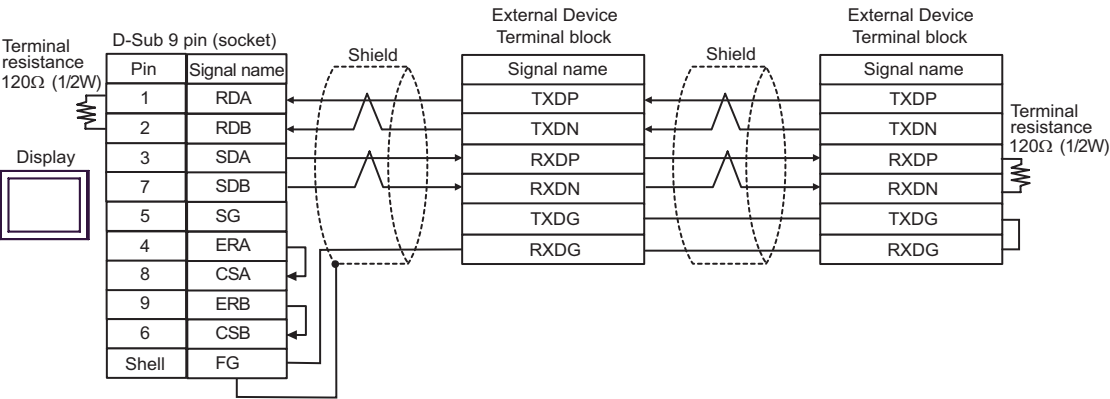 External Device
Terminal block
External Device
Terminal block
Terminal
resistance
120Ω (1/2W)
D-Sub 9 pin (socket)
Shield
Shield
Pin Signal name
Signal name
Signal name
1 RDA
TXDP
TXDP
2 RDB
TXDN
TXDN
3 SDA
RXDP
RXDP
7 SDB
RXDN
RXDN
5 SG
TXDG
TXDG
4 ERA
RXDG
RXDG
8 CSA
9 ERB
6 CSB
Shell FG
Display
Terminal
resistance
120Ω (1/2W)